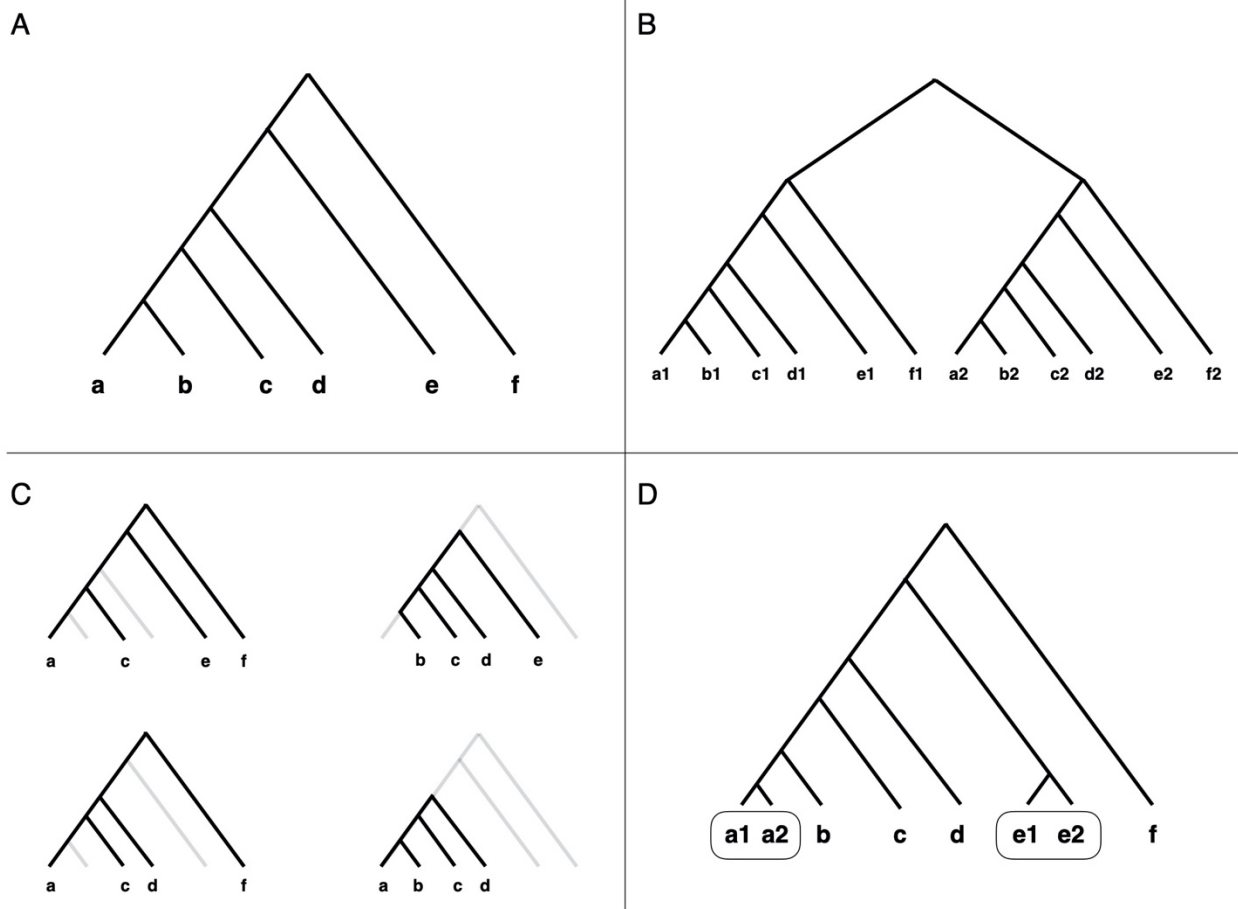 A
a b c d e f
B
a1 b1 c1 d1 e1 f1 a2 b2 c2 d2 e2 f2
C
a c e f
b c d e
a c d f
a b c d
D
a1 a2 b c d e1 e2 f